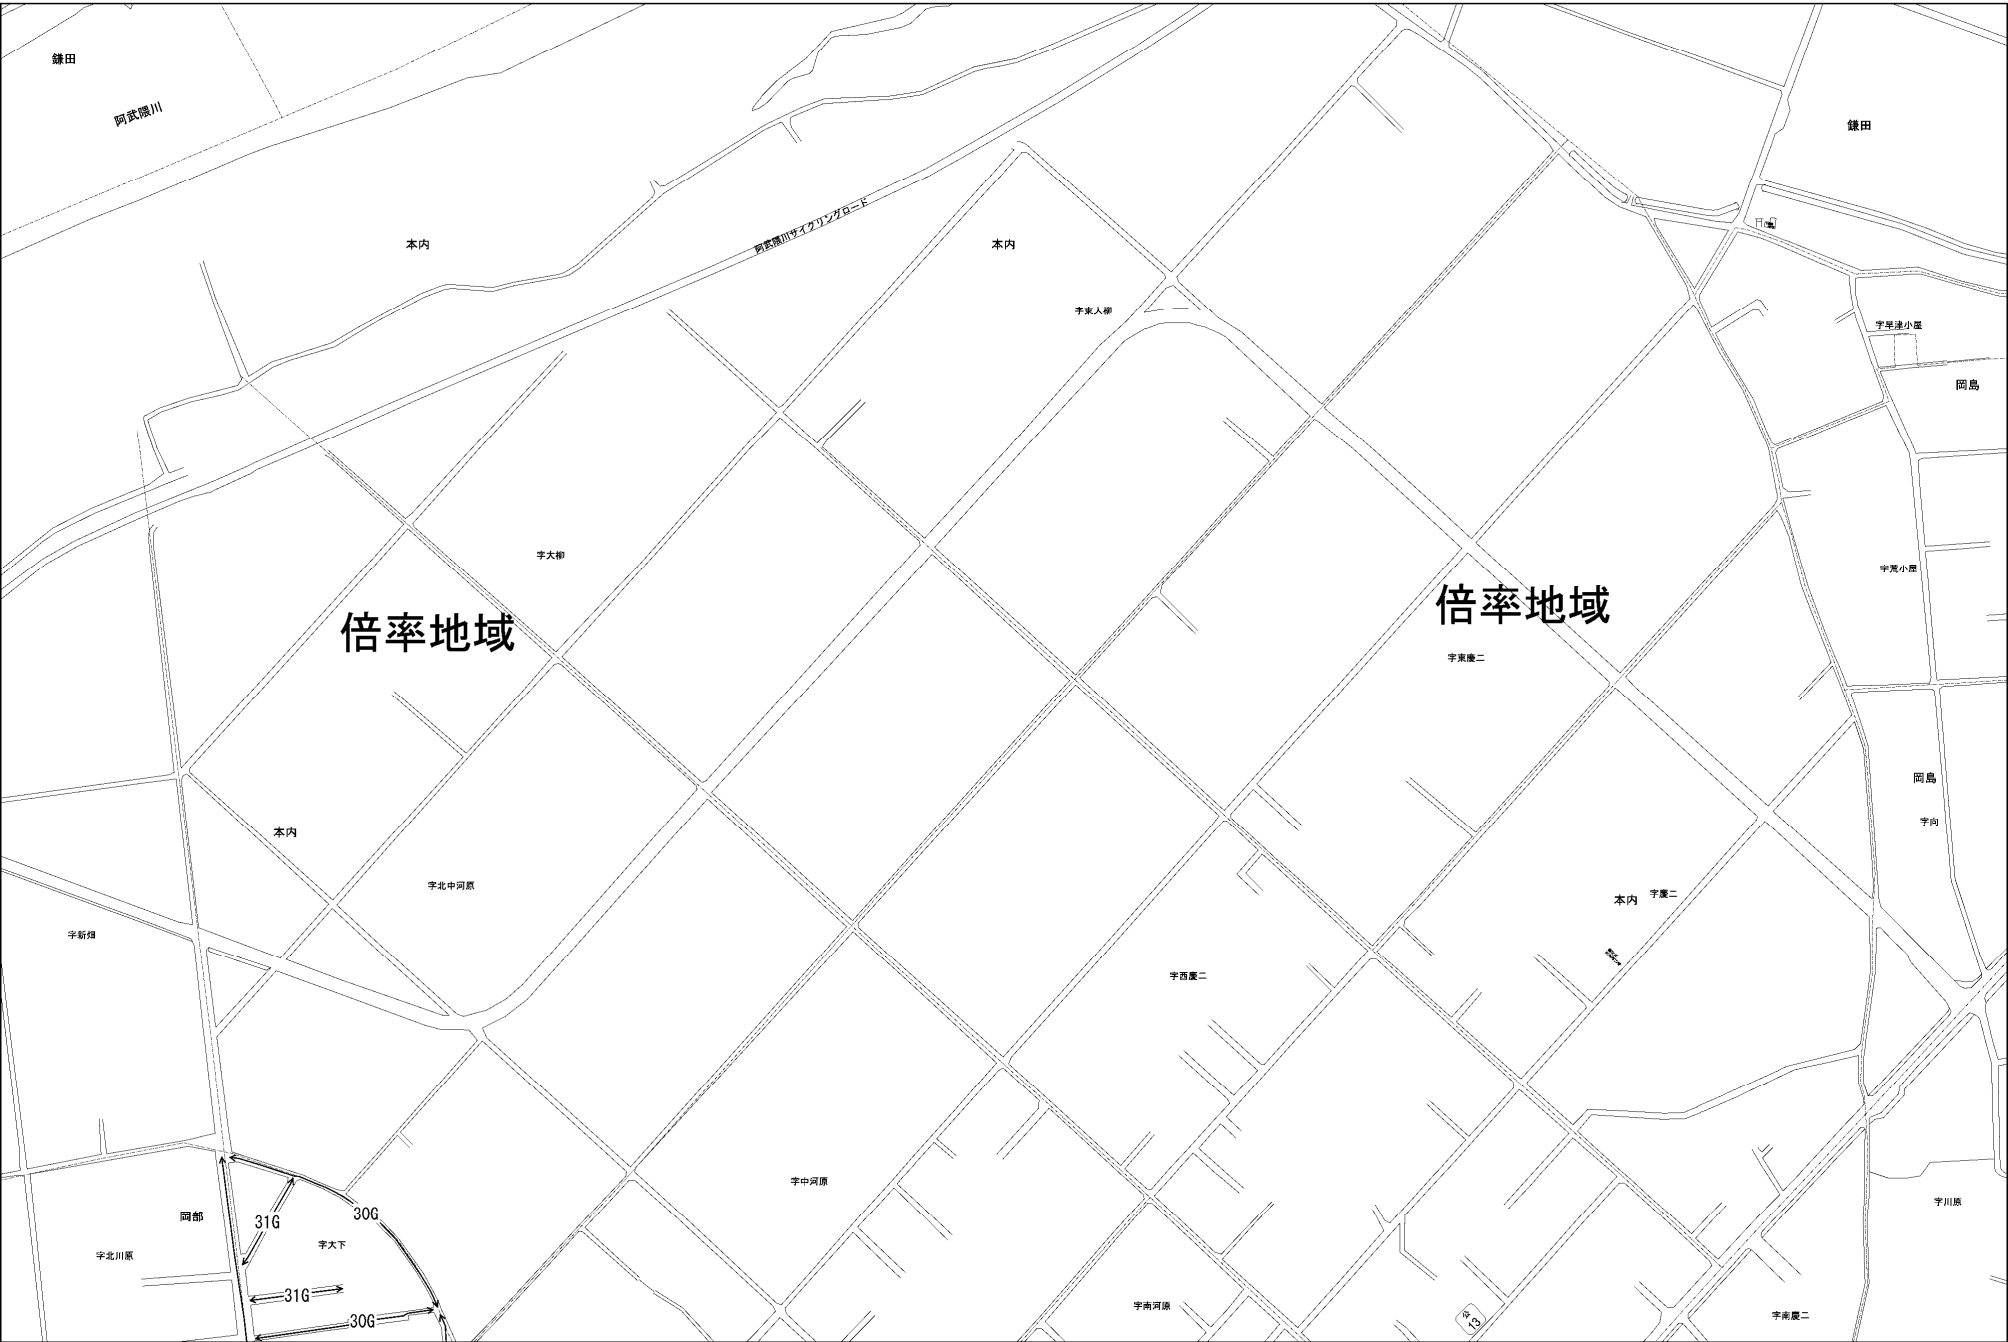 鎌田
阿武隈川
鎌田
阿武隈川サイクリングロード
本内
本内
字東人柳
字早津小屋
岡島
字大柳
字荒小屋
倍率地域
倍率地域
字東慶二
岡島
字向
本内
字北中河原
本内
字慶二
字新畑
字西慶二
字中河原
字川原
岡部
31G
30G
字大下
字北川原
31G
30G
字南河原
公
13
字南慶二